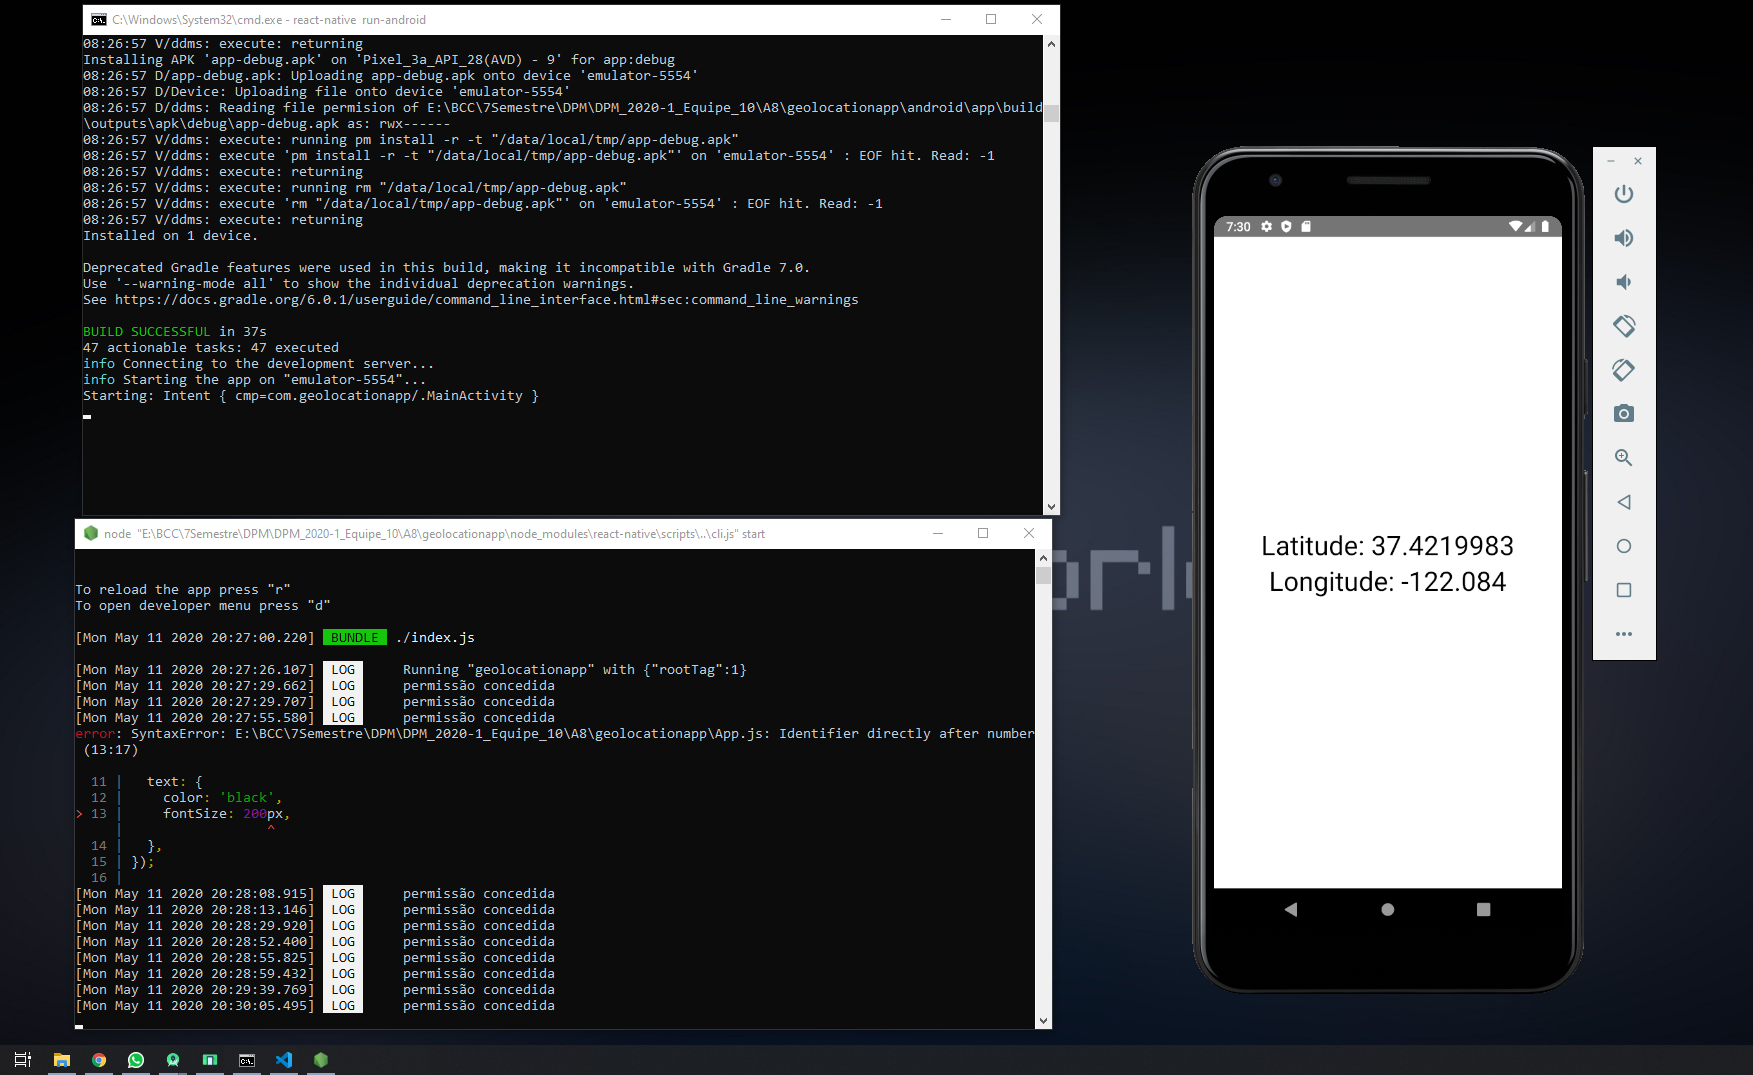 C:\Windows\System32\cmd.exe - react-native  run-android
08:26:57 V/ddms: execute: returning
Installing APK 'app-debug.apk' on 'Pixel_3a_API_28(AVD) - 9' for app:debug
08:26:57 D/app-debug.apk: Uploading app-debug.apk onto device 'emulator-5554'
08:26:57 D/Device: Uploading file onto device 'emulator-5554'
08:26:57 D/ddms: Reading file permision of E:\BCC\7Semestre\DPM\DPM_2020-1_Equipe_10\A8\geolocationapp\android\app\build
\outputs\apk\debug\app-debug.apk as: rwx------
08:26:57 V/ddms: execute: running pm install -r -t "/data/local/tmp/app-debug.apk"
08:26:57 V/ddms: execute 'pm install -r -t "/data/local/tmp/app-debug.apk"' on 'emulator-5554' : EOF hit. Read: -1
08:26:57 V/ddms: execute: returning
08:26:57 V/ddms: execute: running rm "/data/local/tmp/app-debug.apk"
08:26:57 V/ddms: execute 'rm "/data/local/tmp/app-debug.apk"' on 'emulator-5554' : EOF hit. Read: -1
08:26:57 V/ddms: execute: returning
Installed on 1 device.
Deprecated Gradle features were used in this build, making it incompatible with Gradle 7.0.
Use '--warning-mode all' to show the individual deprecation warnings.
See https://docs.gradle.org/6.0.1/userguide/command_line_interface.html#sec:command_line_warnings
BUILD SUCCESSFUL in 37s
47 actionable tasks: 47 executed
info Connecting to the development server...
info Starting the app on "emulator-5554"...
Starting: Intent { cmp=com.geolocationapp/.MainActivity }
node  "E:\BCC\7Semestre\DPM\DPM_2020-1_Equipe_10\A8\geolocationapp\node_modules\react-native\scripts\..\cli.js" start
To reload the app press "r"
To open developer menu press "d"
[Mon May 11 2020 20:27:00.220] BUNDLE ./index.js
[Mon May 11 2020 20:27:26.107] LOG Running "geolocationapp" with {"rootTag":1}
[Mon May 11 2020 20:27:29.662] LOG permissão concedida
[Mon May 11 2020 20:27:29.707] LOG permissão concedida
[Mon May 11 2020 20:27:55.580] LOG permissão concedida
error: SyntaxError: E:\BCC\7Semestre\DPM\DPM_2020-1_Equipe_10\A8\geolocationapp\App.js: Identifier directly after number
(13:17)
11 |   text: {
12 |     color: 'black',
> 13 |     fontSize: 200px,
|                  ^
14 |   },
15 | });
16 |
[Mon May 11 2020 20:28:08.915] LOG permissão concedida
[Mon May 11 2020 20:28:13.146] LOG permissão concedida
[Mon May 11 2020 20:28:29.920] LOG permissão concedida
[Mon May 11 2020 20:28:52.400] LOG permissão concedida
[Mon May 11 2020 20:28:55.825] LOG permissão concedida
[Mon May 11 2020 20:28:59.432] LOG permissão concedida
[Mon May 11 2020 20:29:39.769] LOG permissão concedida
[Mon May 11 2020 20:30:05.495] LOG permissão concedida
7:30
Latitude: 37.4219983
Longitude: -122.084